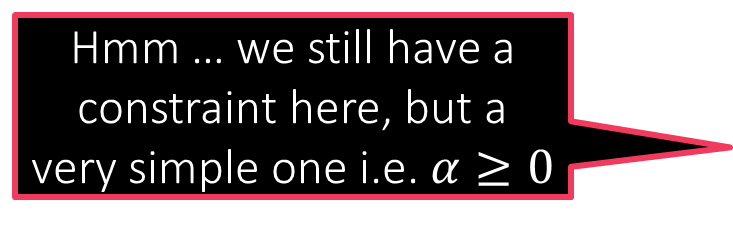 Hmm … we still have a
constraint here, but a
very simple one i.e. 𝛼 ≥ 0